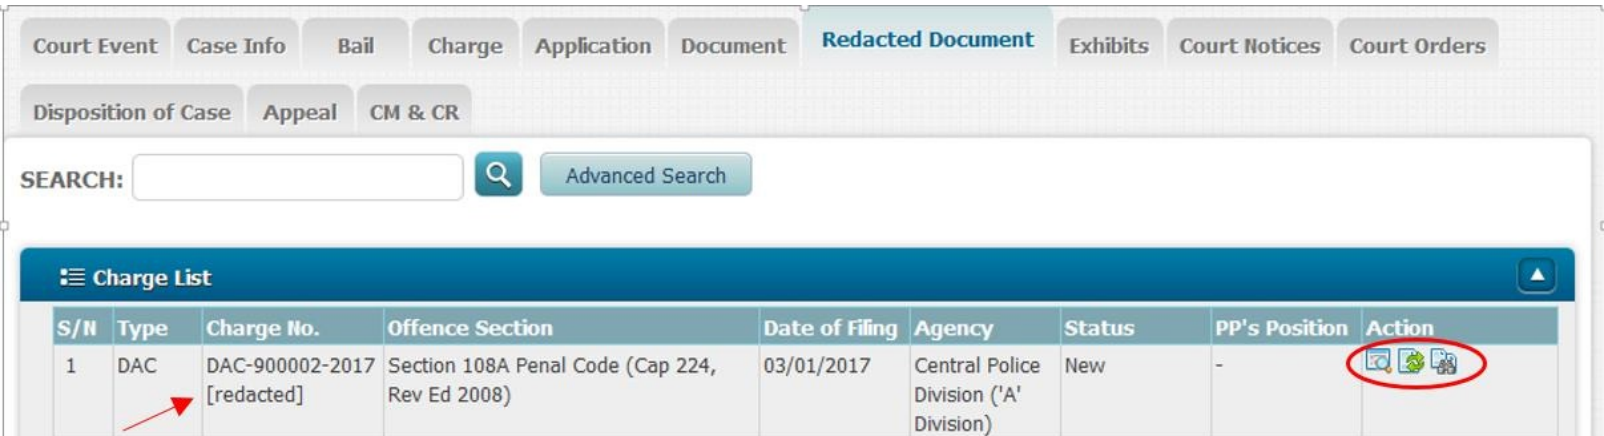 Court Event Case Info Bail Charge Application Document Redacted Document Exhibits Court Notices Court Orders
Disposition of Case Appeal CM & CR
SEARCH: Advanced Search
Charge List
S/N Type Charge No. Offence Section Date of Filing Agency Status PP's Position Action
1 DAC DAC-900002-2017 Section 108A Penal Code (Cap 224, 03/01/2017 Central Police New -
[redacted] Rev Ed 2008) Division ('A'
Division)